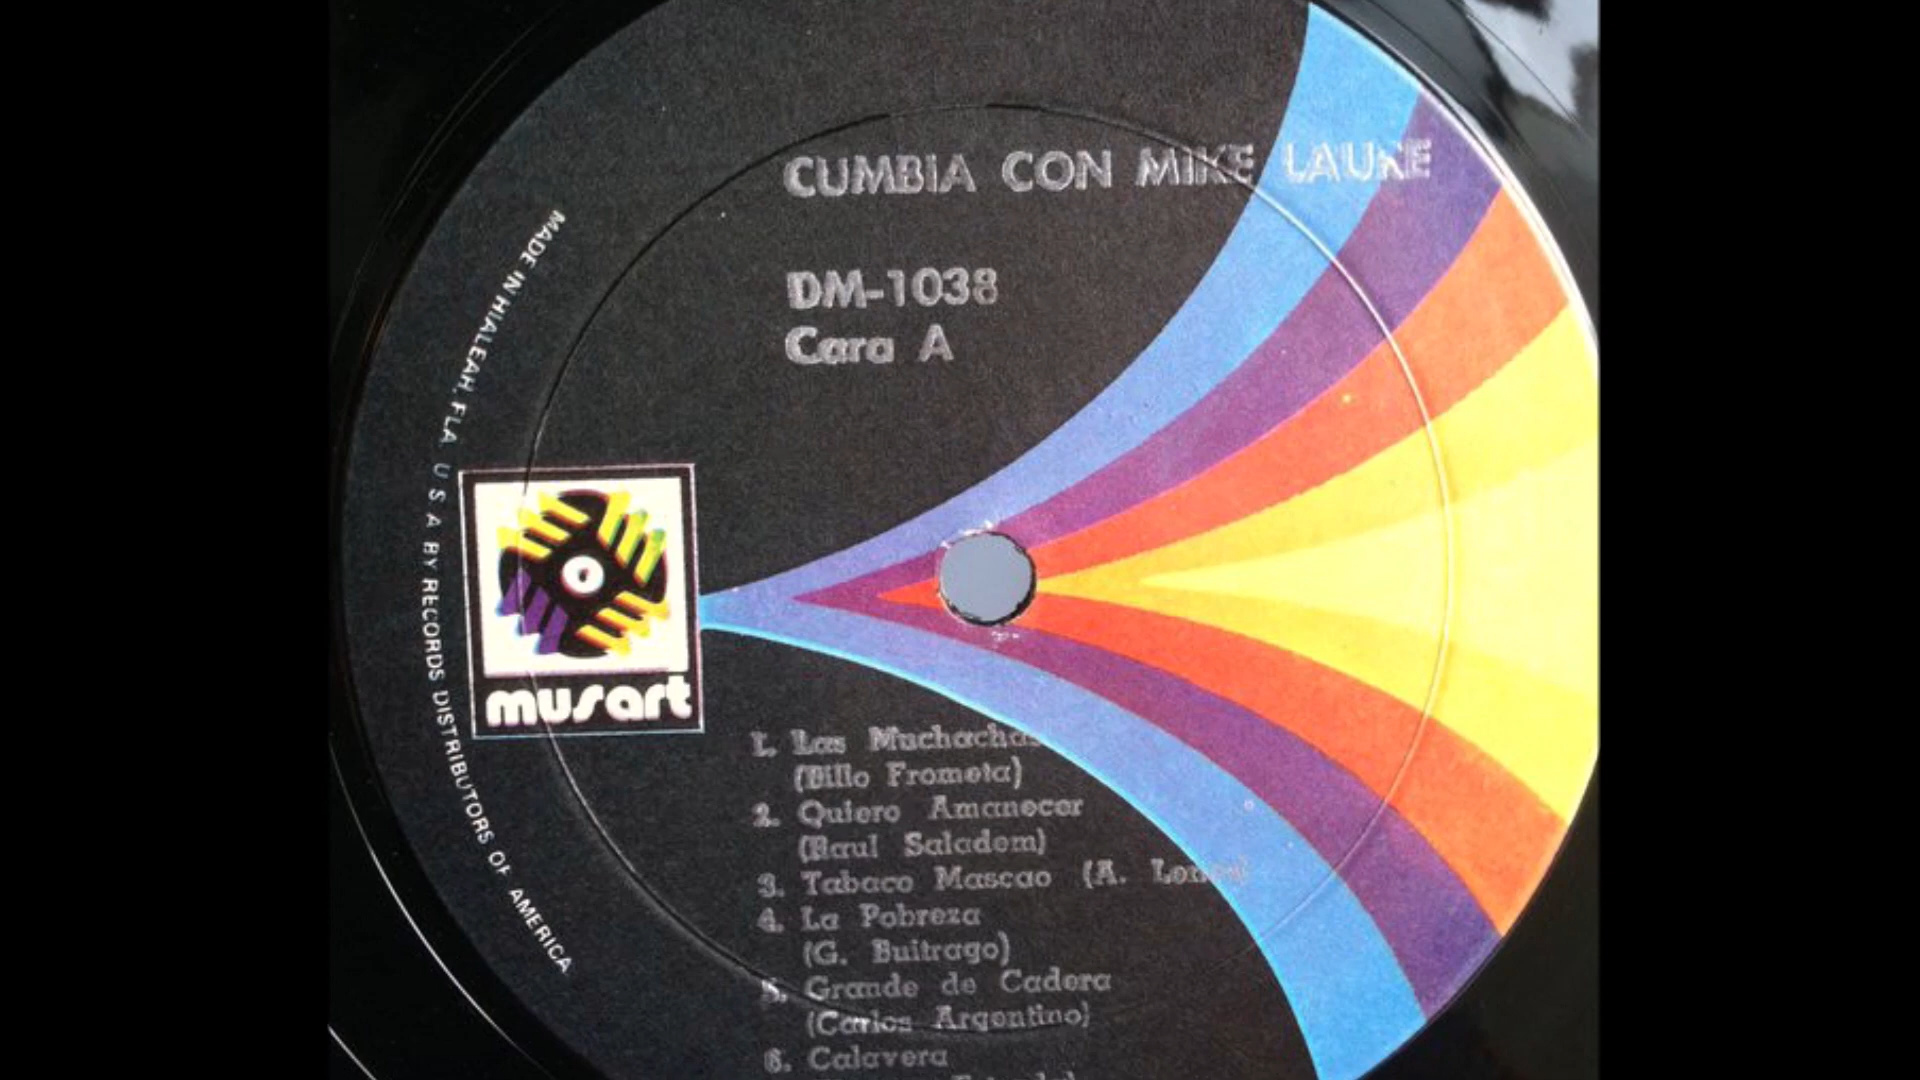 CUMBIA CON MIKE LAURE
DM-1038
Cara A
MADE IN HIALEAH, FLA. U S A BY RECORDS DISTRIBUTORS OF AMERICA
musart
1. Las Muchachas
(Billo Frometa)
2. Quiero Amanecer
(Raul Saladem)
3. Tabaco Mascao (A.
4. La Pobreza
(G. Buitrago)
5. Grande de Cadera
(Carlos Argentino)
6. Calavera